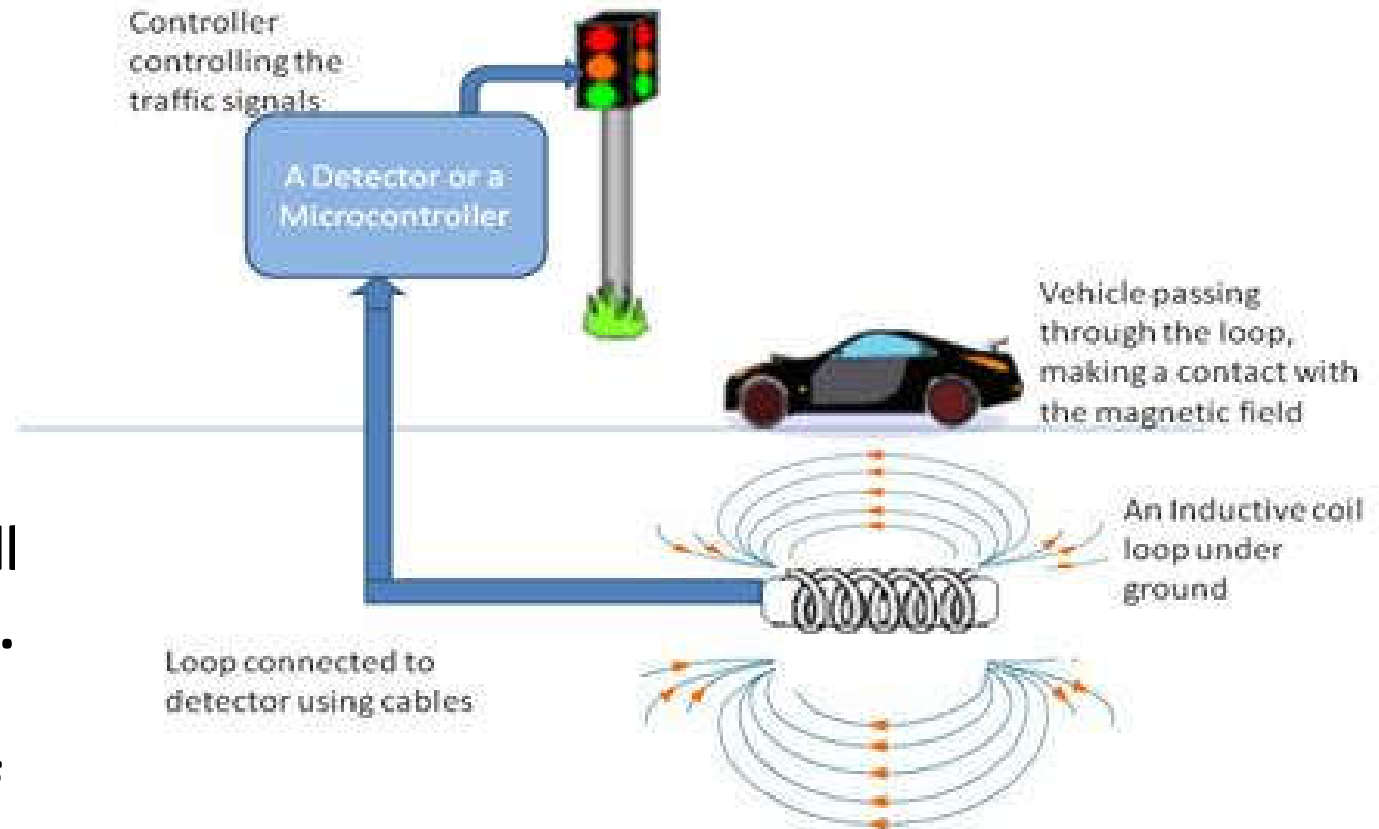 Controller
controlling the
traffic signals
A Detector or a
Microcontroller
Vehicle passing
through the loop,
making a contact with
the magnetic field
An Inductive coil
loop under
ground
Loop connected to
detector using cables